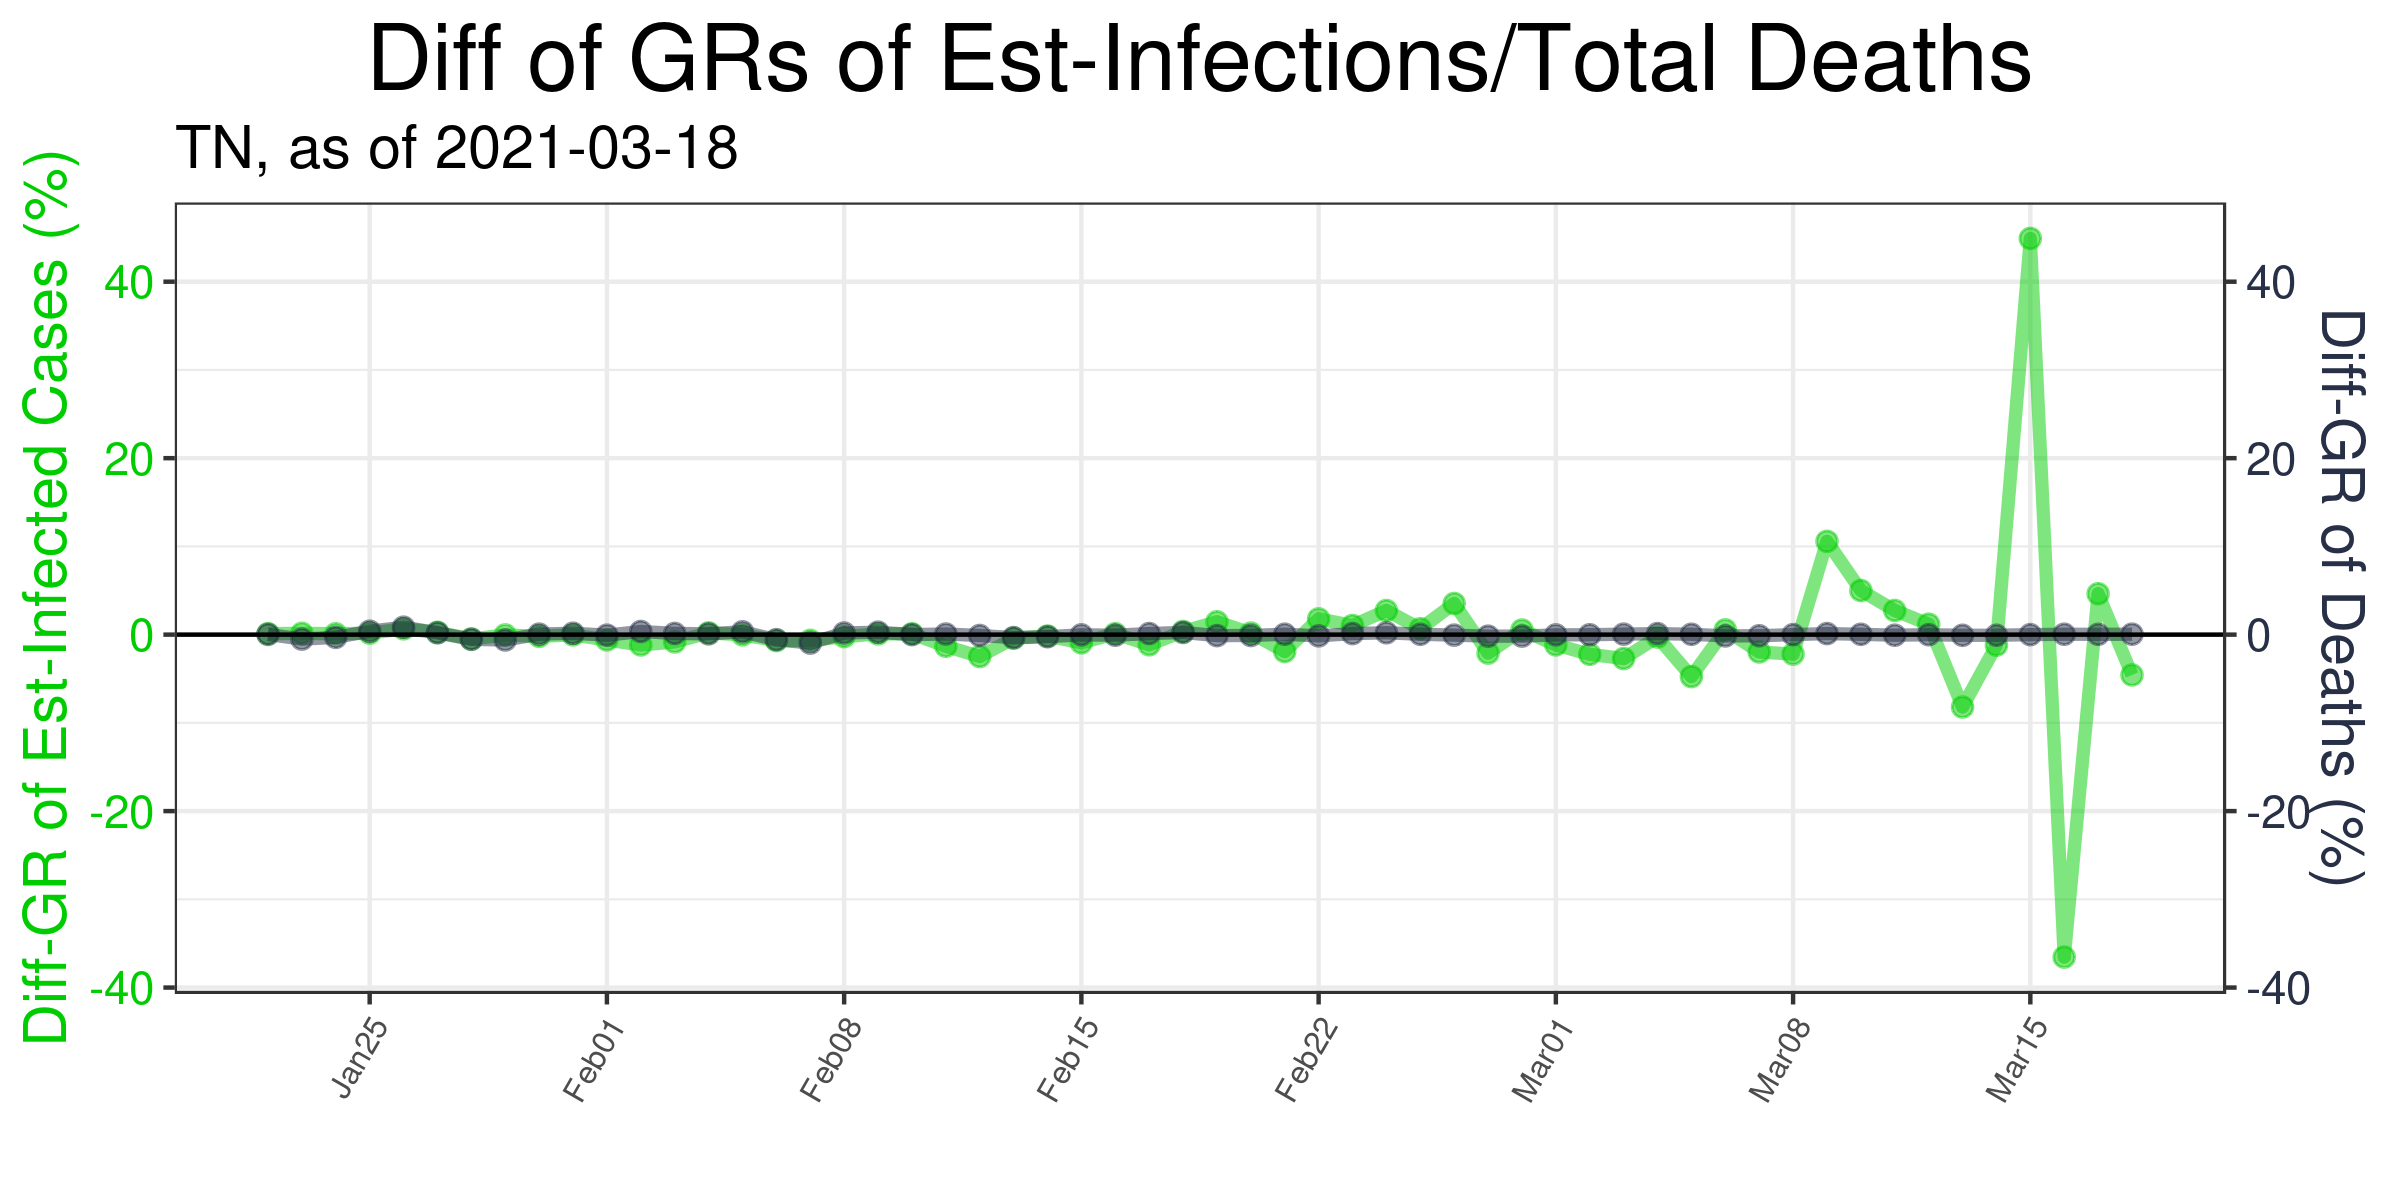 Diff of GRs of Est-Infections/Total Deaths
TN, as of 2021-03-18
Diff-GR of Est-Infected Cases (%)
40
20
0
-20
-40
40
20
0
-20
-40
Diff-GR of Deaths (%)
Jan25
Feb01
Feb08
Feb15
Feb22
Mar01
Mar08
Mar15